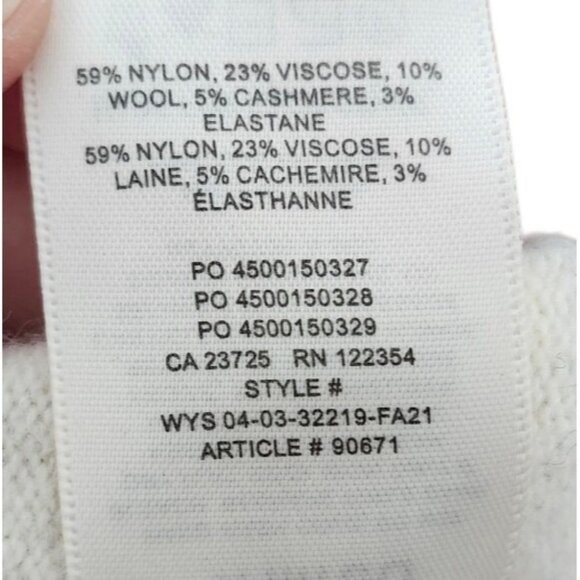 59% NYLON, 23% VISCOSE, 10%
WOOL, 5% CASHMERE, 3%
ELASTANE
59% NYLON, 23% VISCOSE, 10%
LAINE, 5% CACHEMIRE, 3%
ÉLASTHANNE
PO 4500150327
PO 4500150328
PO 4500150329
CA 23725 RN 122354
STYLE #
WYS 04-03-32219-FA21
ARTICLE # 90671